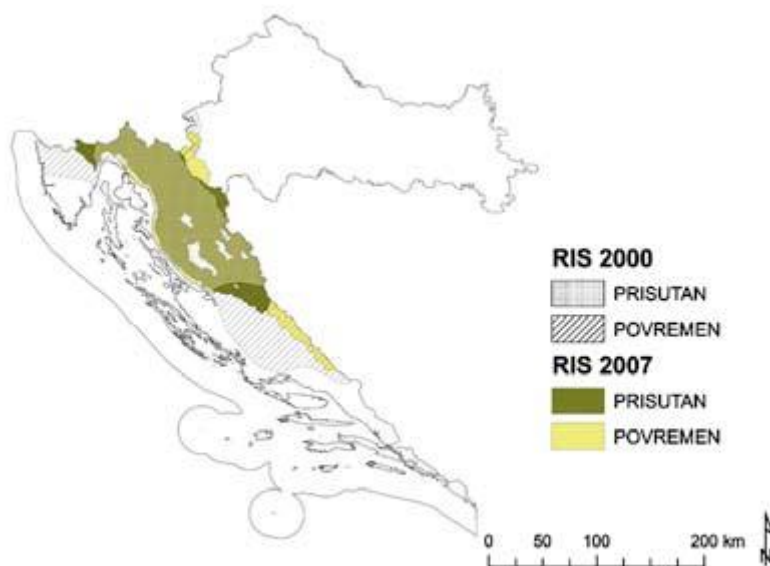 RIS 2000
PRISUTAN
POVREMEN
RIS 2007
PRISUTAN
POVREMEN
0 50 100 200 km
N